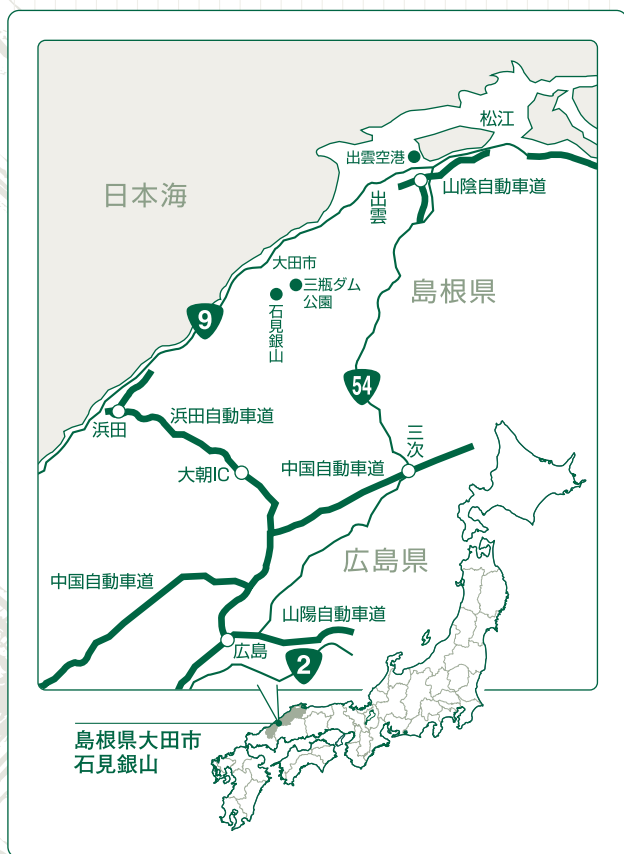 松江
出雲空港
山陰自動車道
出雲
日本海
大田市
三瓶ダム
公園
石見銀山
島根県
9
54
浜田自動車道
浜田
三次
中国自動車道
大朝IC
広島県
中国自動車道
山陽自動車道
広島
2
島根県大田市
石見銀山